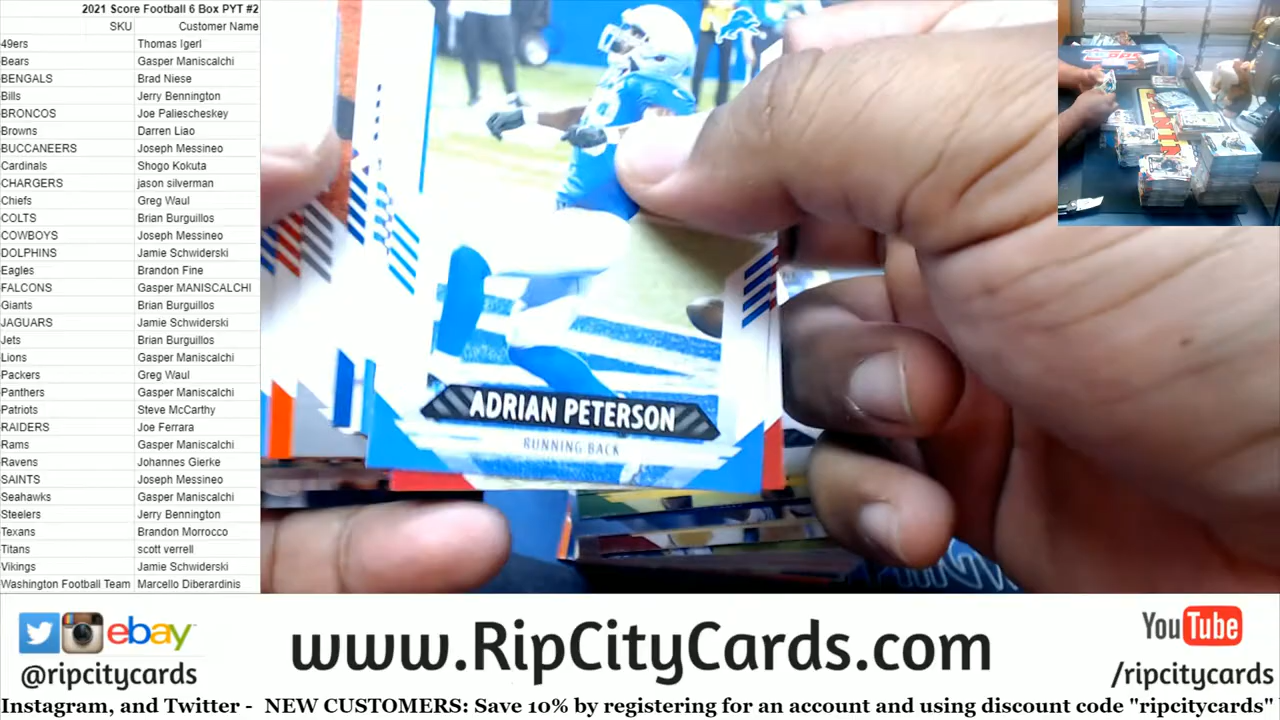 2021 Score Football 6 Box PYT #2
SKU Customer Name
49ers Thomas Igerl
Bears Gasper Maniscalchi
BENGALS Brad Niese
Bills Jerry Bennington
BRONCOS Joe Paliescheskey
Browns Darren Liao
BUCCANEERS Joseph Messineo
Cardinals Shogo Kokuta
CHARGERS jason silverman
Chiefs Greg Waul
COLTS Brian Burguillos
COWBOYS Joseph Messineo
DOLPHINS Jamie Schwiderski
Eagles Brandon Fine
FALCONS Gasper MANISCALCHI
Giants Brian Burguillos
JAGUARS Jamie Schwiderski
Jets Brian Burguillos
Lions Gasper Maniscalchi
Packers Greg Waul
Panthers Gasper Maniscalchi
Patriots Steve McCarthy
RAIDERS Joe Ferrara
Rams Gasper Maniscalchi
Ravens Johannes Gierke
SAINTS Joseph Messineo
Seahawks Gasper Maniscalchi
Steelers Jerry Bennington
Texans Brandon Morrocco
Titans scott verrell
Vikings Jamie Schwiderski
Washington Football Team Marcello Diberardinis
ADRIAN PETERSON
RUNNING BACK
ebay
@ripcitycards
www.RipCityCards.com
YouTube
/ripcitycards
Instagram, and Twitter - NEW CUSTOMERS: Save 10% by registering for an account and using discount code "ripcitycards"